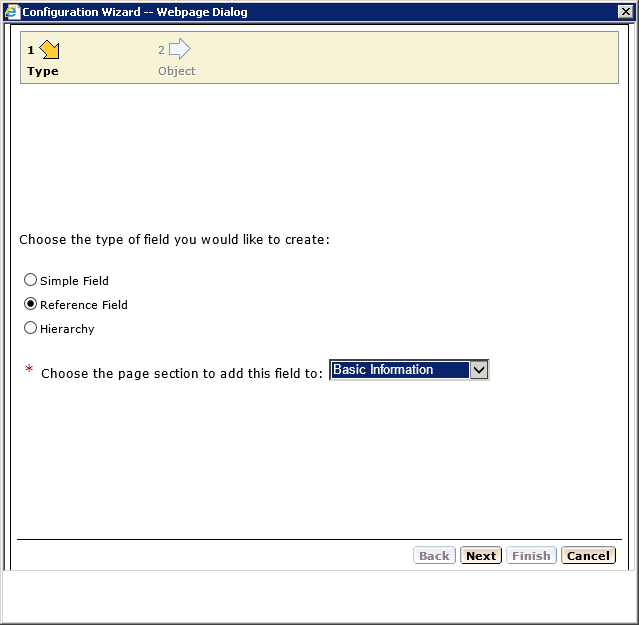 Configuration Wizard -- Webpage Dialog
1 2
Type Object
Choose the type of field you would like to create:
Simple Field
Reference Field
Hierarchy
* Choose the page section to add this field to: Basic Information
Back Next Finish Cancel